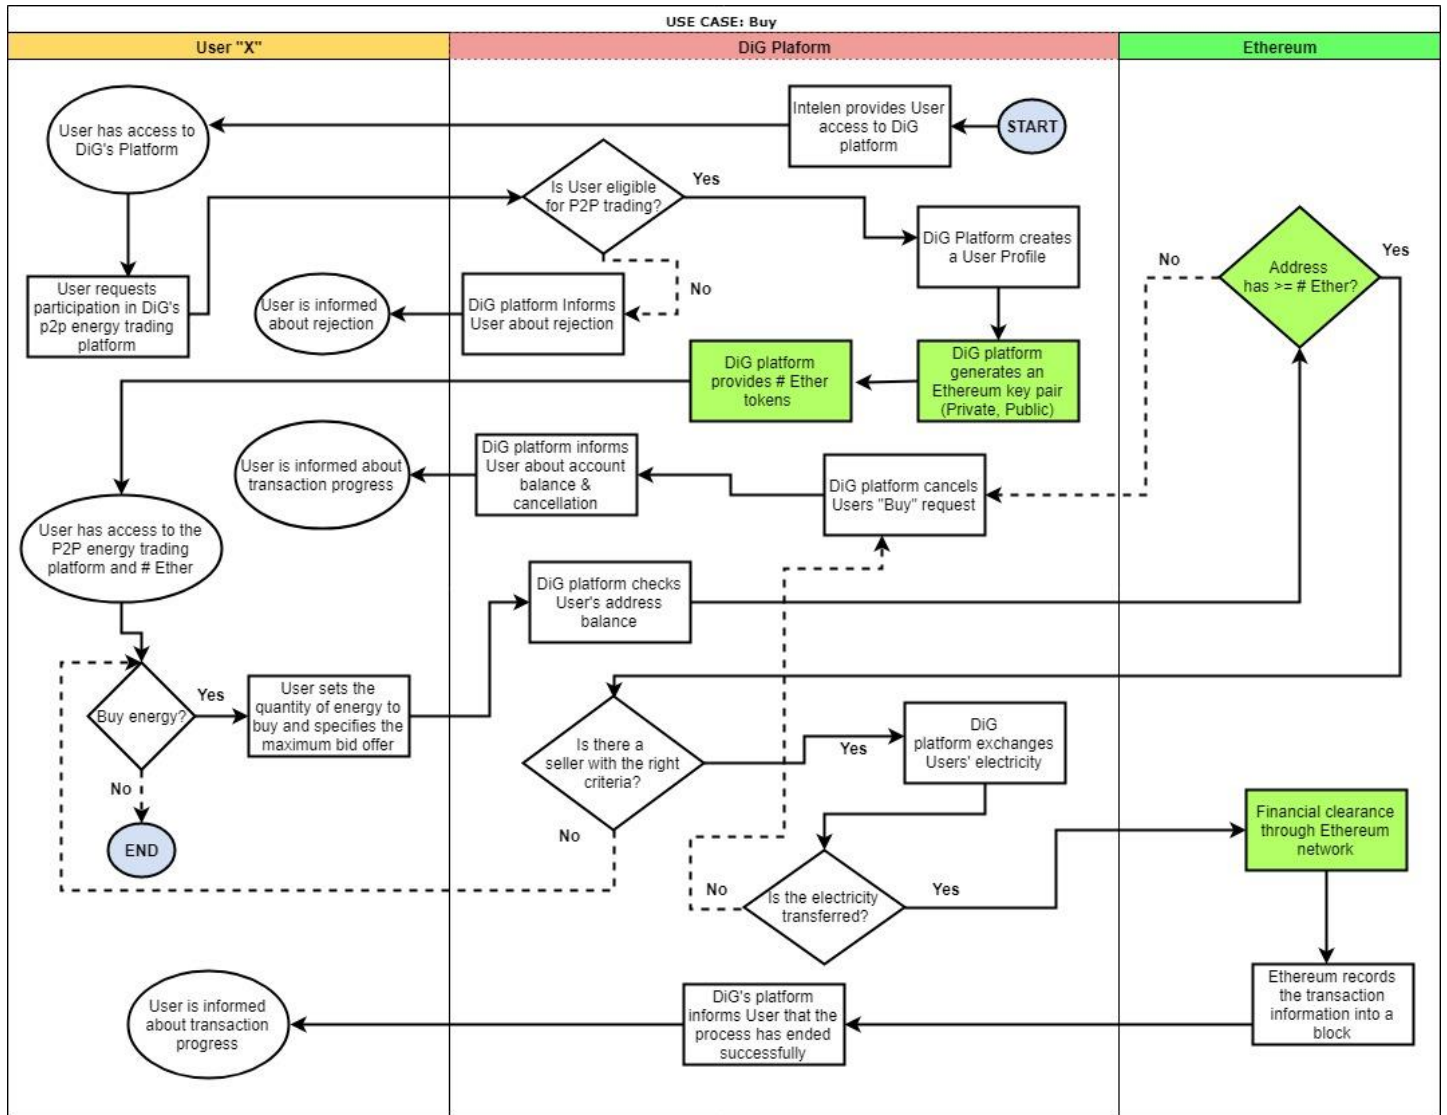 USE CASE: Buy
User "X"
DiG Plaform
Ethereum
User has access to
DiG's Platform
Intelen provides User
access to DiG
platform
START
Is User eligible
for P2P trading?
Yes
No
DiG Platform creates
a User Profile
Address
has >= # Ether?
No
Yes
User requests
participation in DiG's
p2p energy trading
platform
User is informed
about rejection
DiG platform Informs
User about rejection
DiG platform
provides # Ether
tokens
DiG platform
generates an
Ethereum key pair
(Private, Public)
User is informed about
transaction progress
DiG platform informs
User about account
balance &
cancellation
DiG platform cancels
Users "Buy" request
User has access to the
P2P energy trading
platform and # Ether
DiG platform checks
User's address
balance
Buy energy?
Yes
No
User sets the
quantity of energy to
buy and specifies the
maximum bid offer
Is there a
seller with the right
criteria?
Yes
No
DiG
platform exchanges
Users' electricity
Financial clearance
through Ethereum
network
END
Is the electricity
transferred?
No
Yes
User is informed
about transaction
progress
DiG's platform
informs User that the
process has ended
successfully
Ethereum records
the transaction
information into a
block